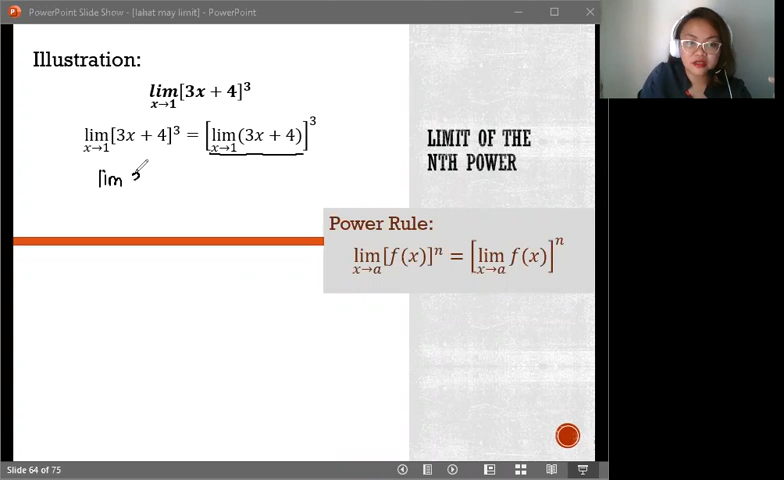 PowerPoint Slide Show - [lahat may limit] - PowerPoint
Illustration:
lim x→1 [3x + 4]³
lim x→1 [3x + 4]³ = [lim x→1 (3x + 4)]³
lim
LIMIT OF THE
NTH POWER
Power Rule:
lim x→a [f(x)]ⁿ = [lim x→a f(x)]ⁿ
Slide 64 of 75